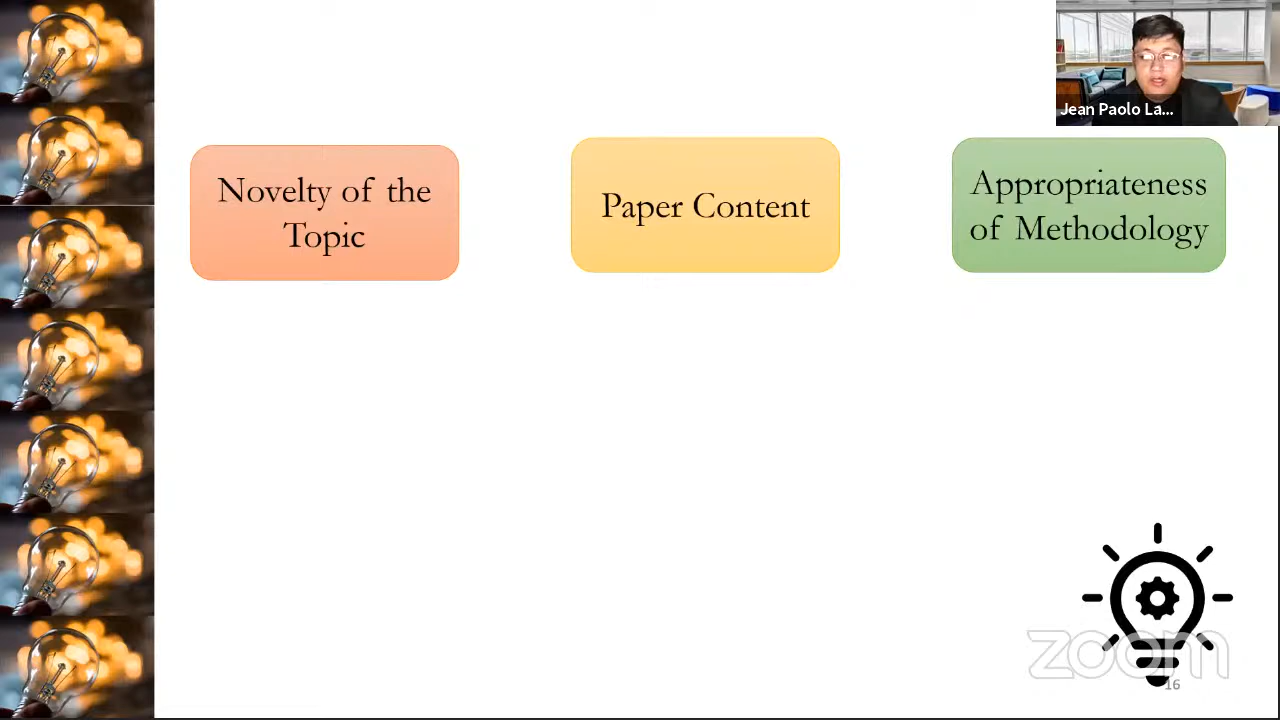 Jean Paolo La...
Novelty of the
Topic
Paper Content
Appropriateness
of Methodology
zoom
16